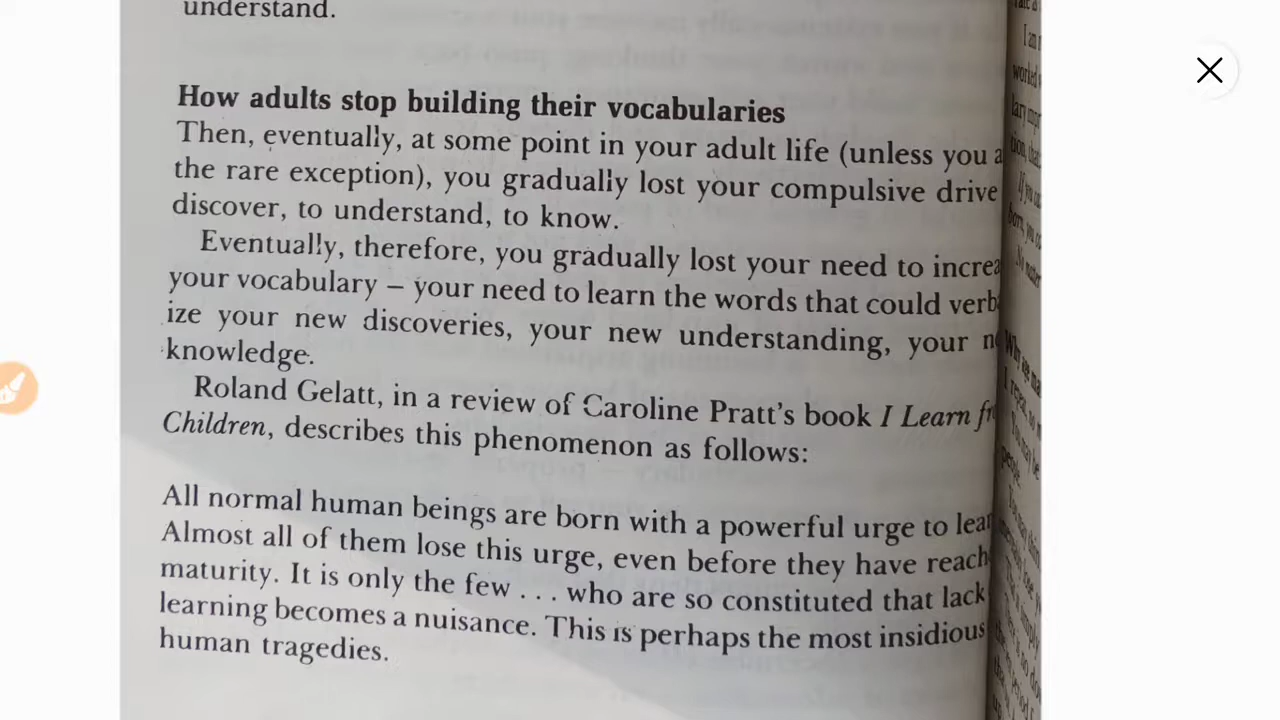 understand.
How adults stop building their vocabularies
Then, eventually, at some point in your adult life (unless you a
the rare exception), you gradually lost your compulsive drive
discover, to understand, to know.
Eventually, therefore, you gradually lost your need to increa
your vocabulary – your need to learn the words that could verb
ize your new discoveries, your new understanding, your n
knowledge.
Roland Gelatt, in a review of Caroline Pratt's book I Learn fr
Children, describes this phenomenon as follows:
All normal human beings are born with a powerful urge to lear
Almost all of them lose this urge, even before they have reach
maturity. It is only the few . . . who are so constituted that lack
learning becomes a nuisance. This is perhaps the most insidious
human tragedies.